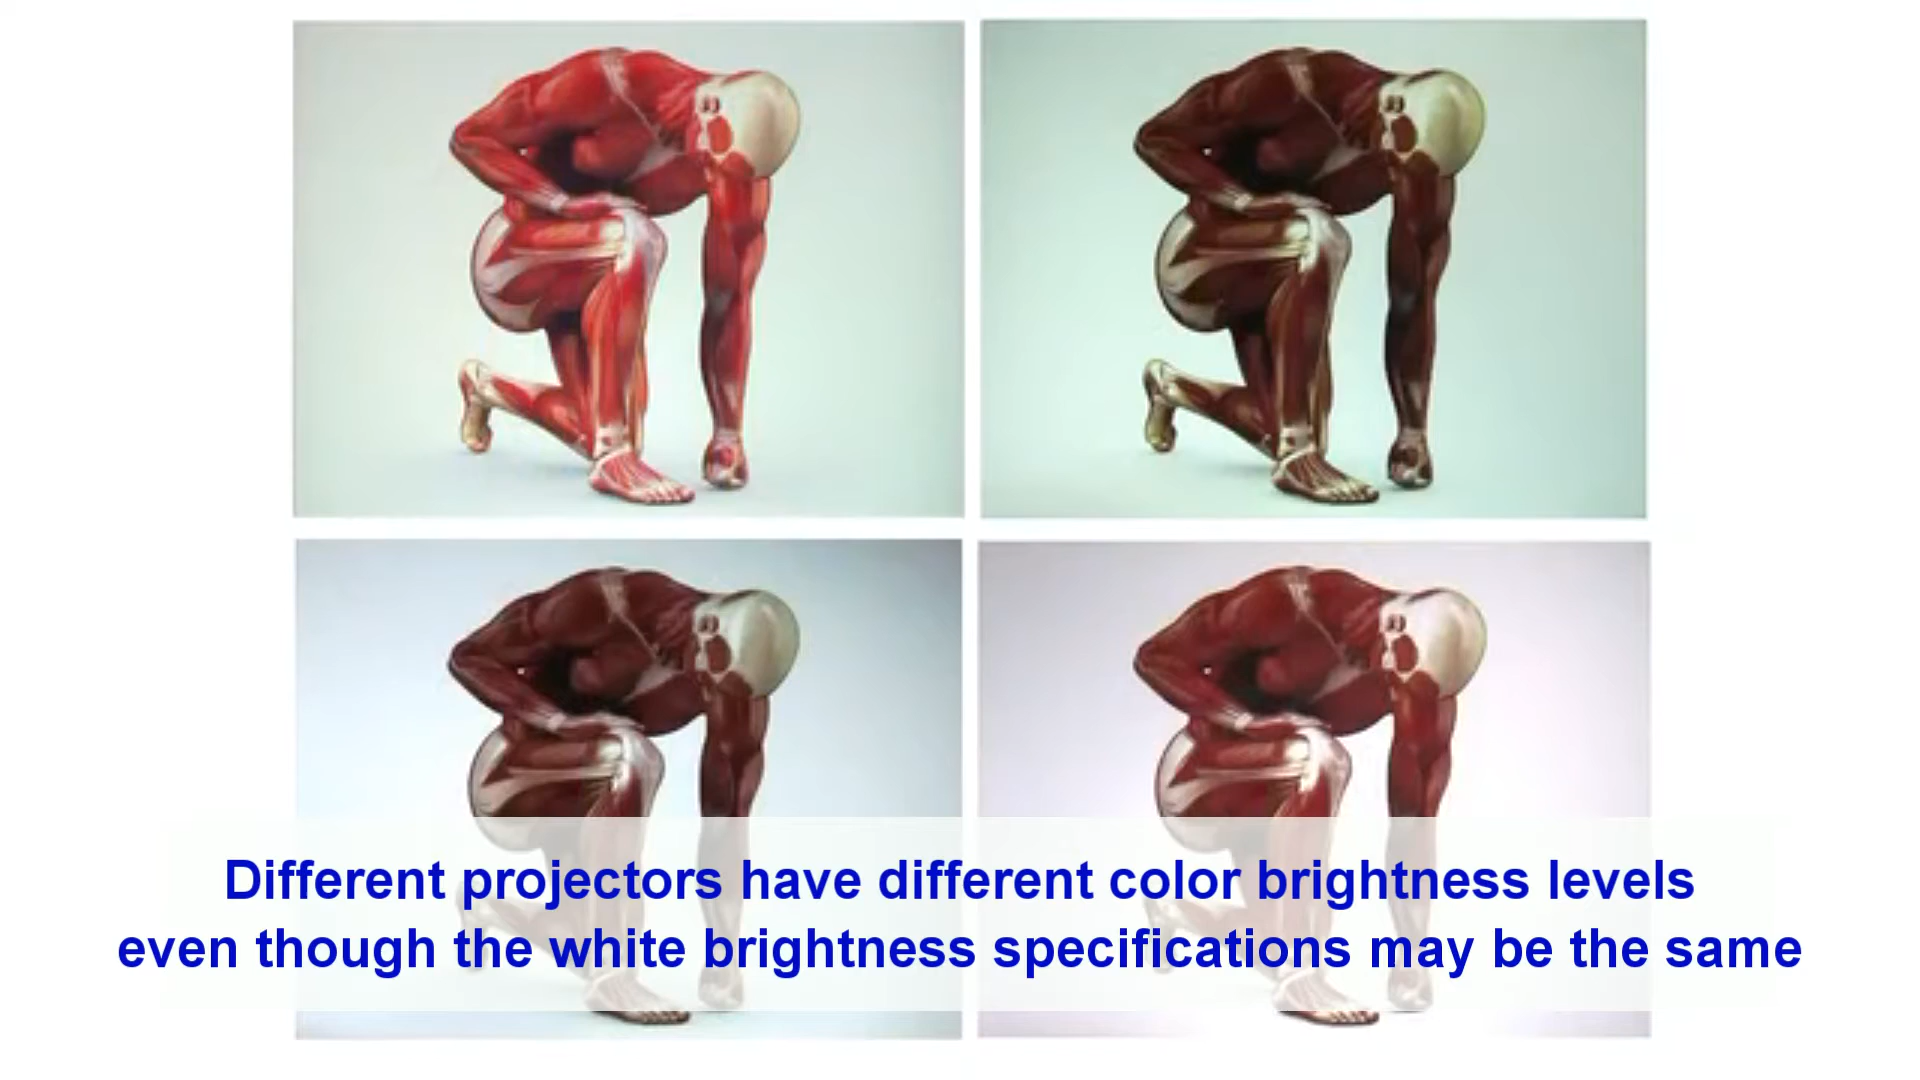 Different projectors have different color brightness levels
even though the white brightness specifications may be the same